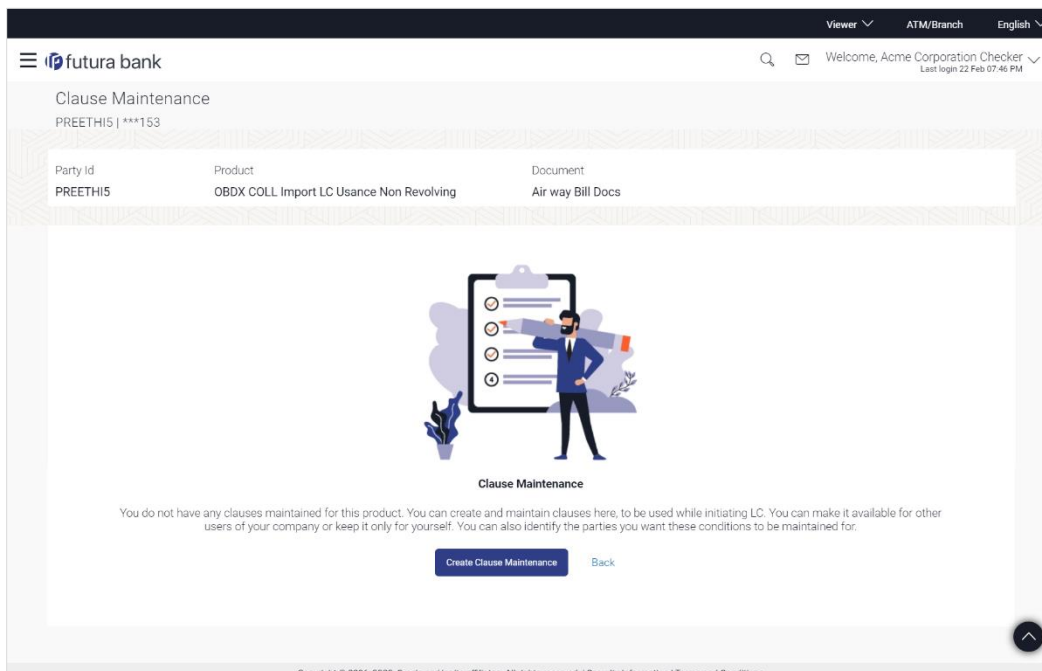 Viewer ATM/Branch English
futura bank
Welcome, Acme Corporation Checker
Last login 22 Feb 07:46 PM
Clause Maintenance
PREETHI5 | ***153
Party Id Product Document
PREETHI5 OBDX COLL Import LC Usance Non Revolving Air way Bill Docs
4
Clause Maintenance
You do not have any clauses maintained for this product. You can create and maintain clauses here, to be used while initiating LC. You can make it available for other
users of your company or keep it only for yourself. You can also identify the parties you want these conditions to be maintained for.
Create Clause Maintenance Back